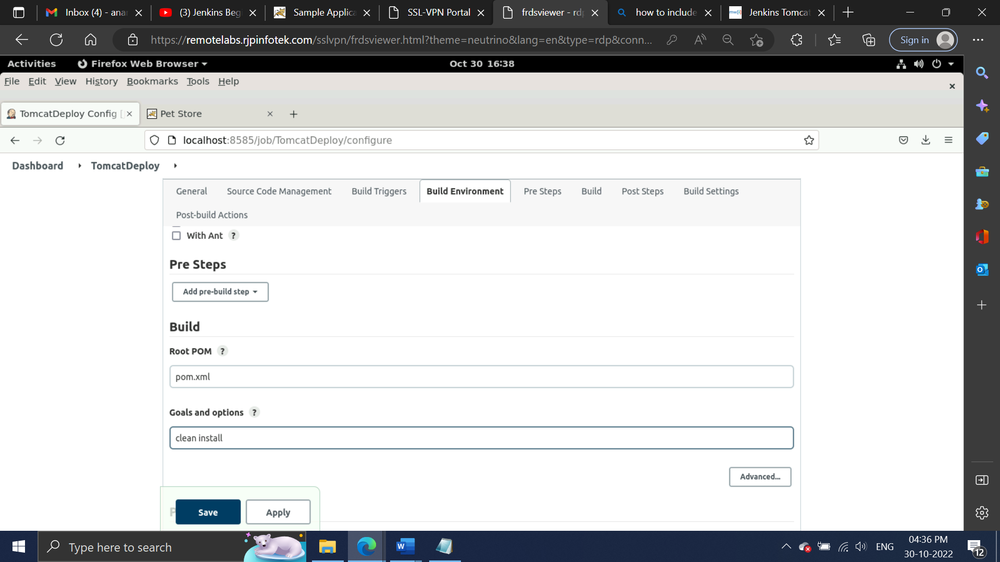 Inbox (4) - anar
(3) Jenkins Begi
Sample Applica
SSL-VPN Portal
frdsviewer - rdp
how to include
Jenkins Tomcat
https://remotelabs.rjpinfotek.com/sslvpn/frdsviewer.html?theme=neutrino&lang=en&type=rdp&conn...
Sign in
Activities
Firefox Web Browser
Oct 30 16:38
File Edit View History Bookmarks Tools Help
TomcatDeploy Config [
Pet Store
localhost:8585/job/TomcatDeploy/configure
Dashboard
TomcatDeploy
General
Source Code Management
Build Triggers
Build Environment
Pre Steps
Build
Post Steps
Build Settings
Post-build Actions
With Ant ?
Pre Steps
Add pre-build step
Build
Root POM ?
pom.xml
Goals and options ?
clean install
Advanced...
Save
Apply
Type here to search
ENG
04:36 PM
30-10-2022
12